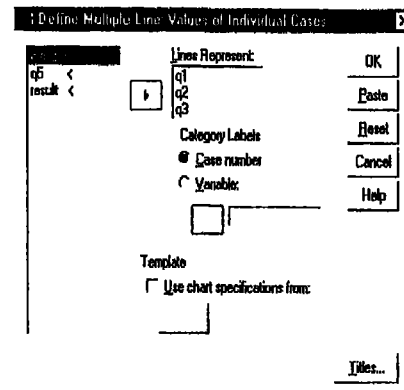 Define Multiple Line: Values of Individual Cases
q5 <
result <
Lines Represent:
q1
q2
q3
Category Labels
Case number
Variable:
Template
Use chart specifications from:
OK
Paste
Reset
Cancel
Help
Titles...